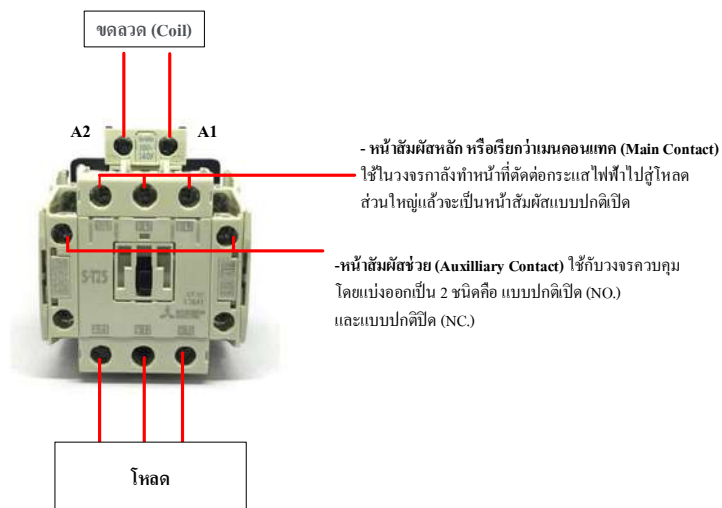 ขดลวด (Coil)
A2
A1
- หน้าสัมผัสหลัก หรือเรียกว่าเมนคอนแทค (Main Contact)
ใช้ในวงจรกาลังทำหน้าที่ตัดต่อกระแสไฟฟ้าไปสู่โหลด
ส่วนใหญ่แล้วจะเป็นหน้าสัมผัสแบบปกติเปิด
-หน้าสัมผัสช่วย (Auxilliary Contact) ใช้กับวงจรควบคุม
โดยแบ่งออกเป็น 2 ชนิดคือ แบบปกติเปิด (NO.)
และแบบปกติปิด (NC.)
S-T25
โหลด